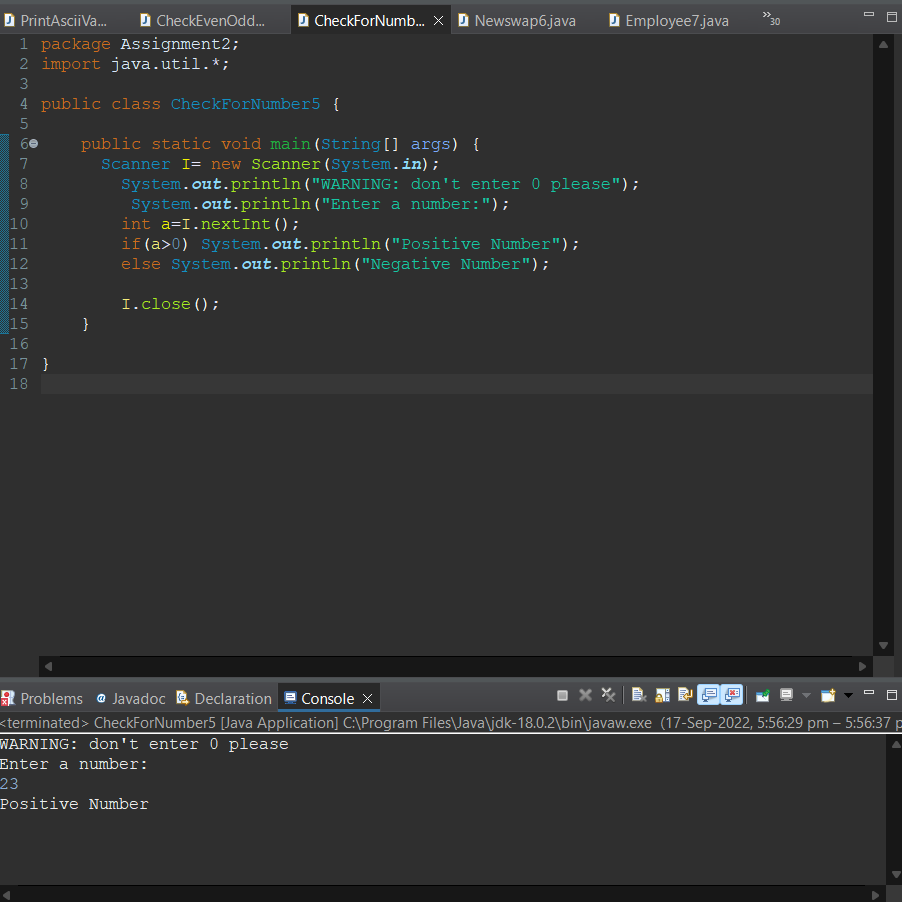 PrintAsciiVa... CheckEvenOdd... CheckForNumb... Newswap6.java Employee7.java »30
1 package Assignment2;
2 import java.util.*;
3
4 public class CheckForNumber5 {
5
6 public static void main(String[] args) {
7 Scanner I= new Scanner(System.in);
8 System.out.println("WARNING: don't enter 0 please");
9 System.out.println("Enter a number:");
10 int a=I.nextInt();
11 if(a>0) System.out.println("Positive Number");
12 else System.out.println("Negative Number");
13
14 I.close();
15 }
16
17 }
18
Problems Javadoc Declaration Console
<terminated> CheckForNumber5 [Java Application] C:\Program Files\Java\jdk-18.0.2\bin\javaw.exe (17-Sep-2022, 5:56:29 pm – 5:56:37 p
WARNING: don't enter 0 please
Enter a number:
23
Positive Number